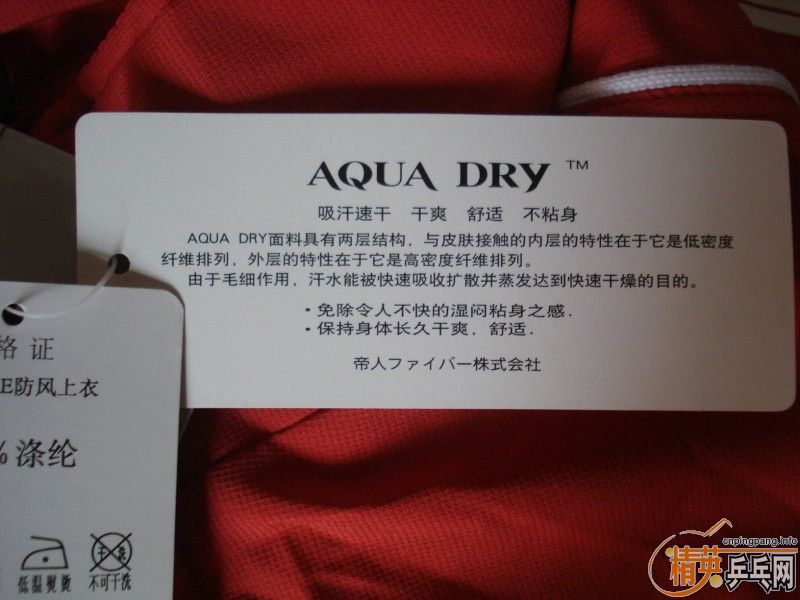 AQUA DRY ™
吸汗速干 干爽 舒适 不粘身
AQUA DRY面料具有两层结构，与皮肤接触的内层的特性在于它是低密度
纤维排列，外层的特性在于它是高密度纤维排列。
由于毛细作用，汗水能被快速吸收扩散并蒸发达到快速干燥的目的。
・免除令人不快的湿闷粘身之感．
・保持身体长久干爽，舒适．
帝人ファイバー株式会社
格 证
E防风上衣
% 涤纶
干洗
低温熨烫 不可干洗
cnpingpang.info
精英乒乓网